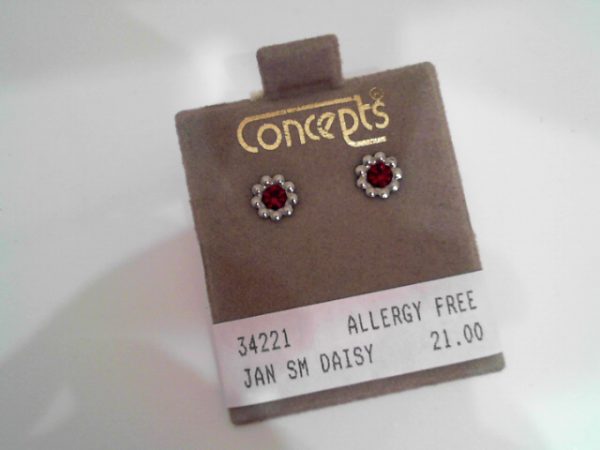 Concepts®
34221 ALLERGY FREE
JAN SM DAISY 21.00